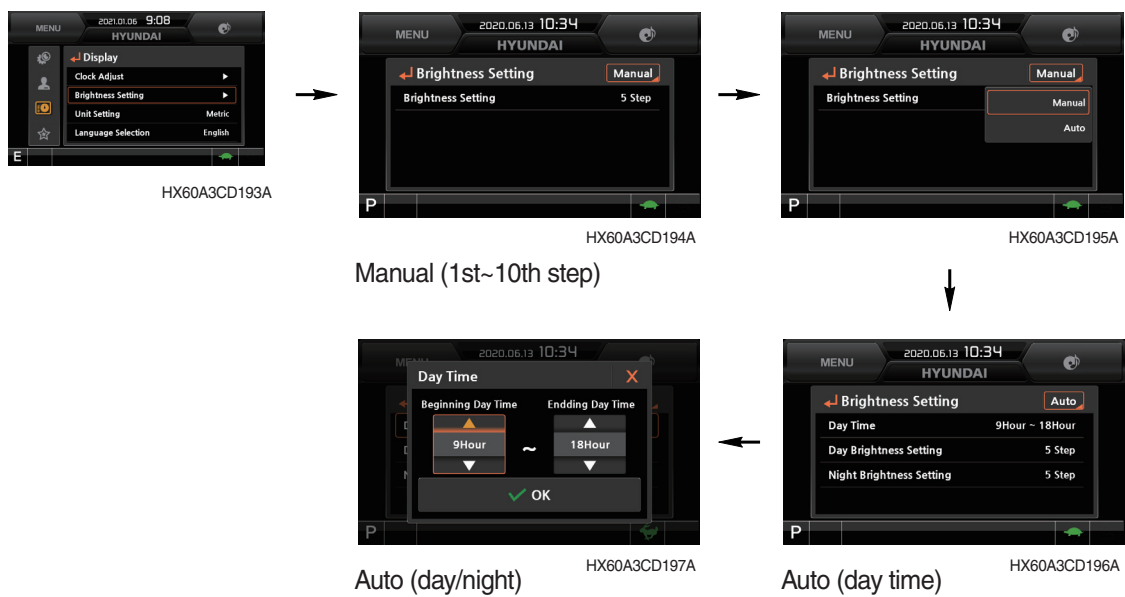 2021.01.06 9:08
MENU
HYUNDAI
Display
Clock Adjust
Brightness Setting
Unit Setting Metric
Language Selection English
E
HX60A3CD193A
2020.06.13 10:34
MENU
HYUNDAI
Brightness Setting Manual
Brightness Setting 5 Step
P
HX60A3CD194A
Manual (1st~10th step)
2020.06.13 10:34
MENU
HYUNDAI
Brightness Setting Manual
Brightness Setting
Manual
Auto
P
HX60A3CD195A
2020.06.13 10:34
MENU
HYUNDAI
Brightness Setting Auto
Day Time 9Hour ~ 18Hour
Day Brightness Setting 5 Step
Night Brightness Setting 5 Step
P
HX60A3CD196A
Auto (day time)
2020.06.13 10:34
MENU
Day Time X
Beginning Day Time Endding Day Time
9Hour ~ 18Hour
OK
D
D
N
P
HX60A3CD197A
Auto (day/night)